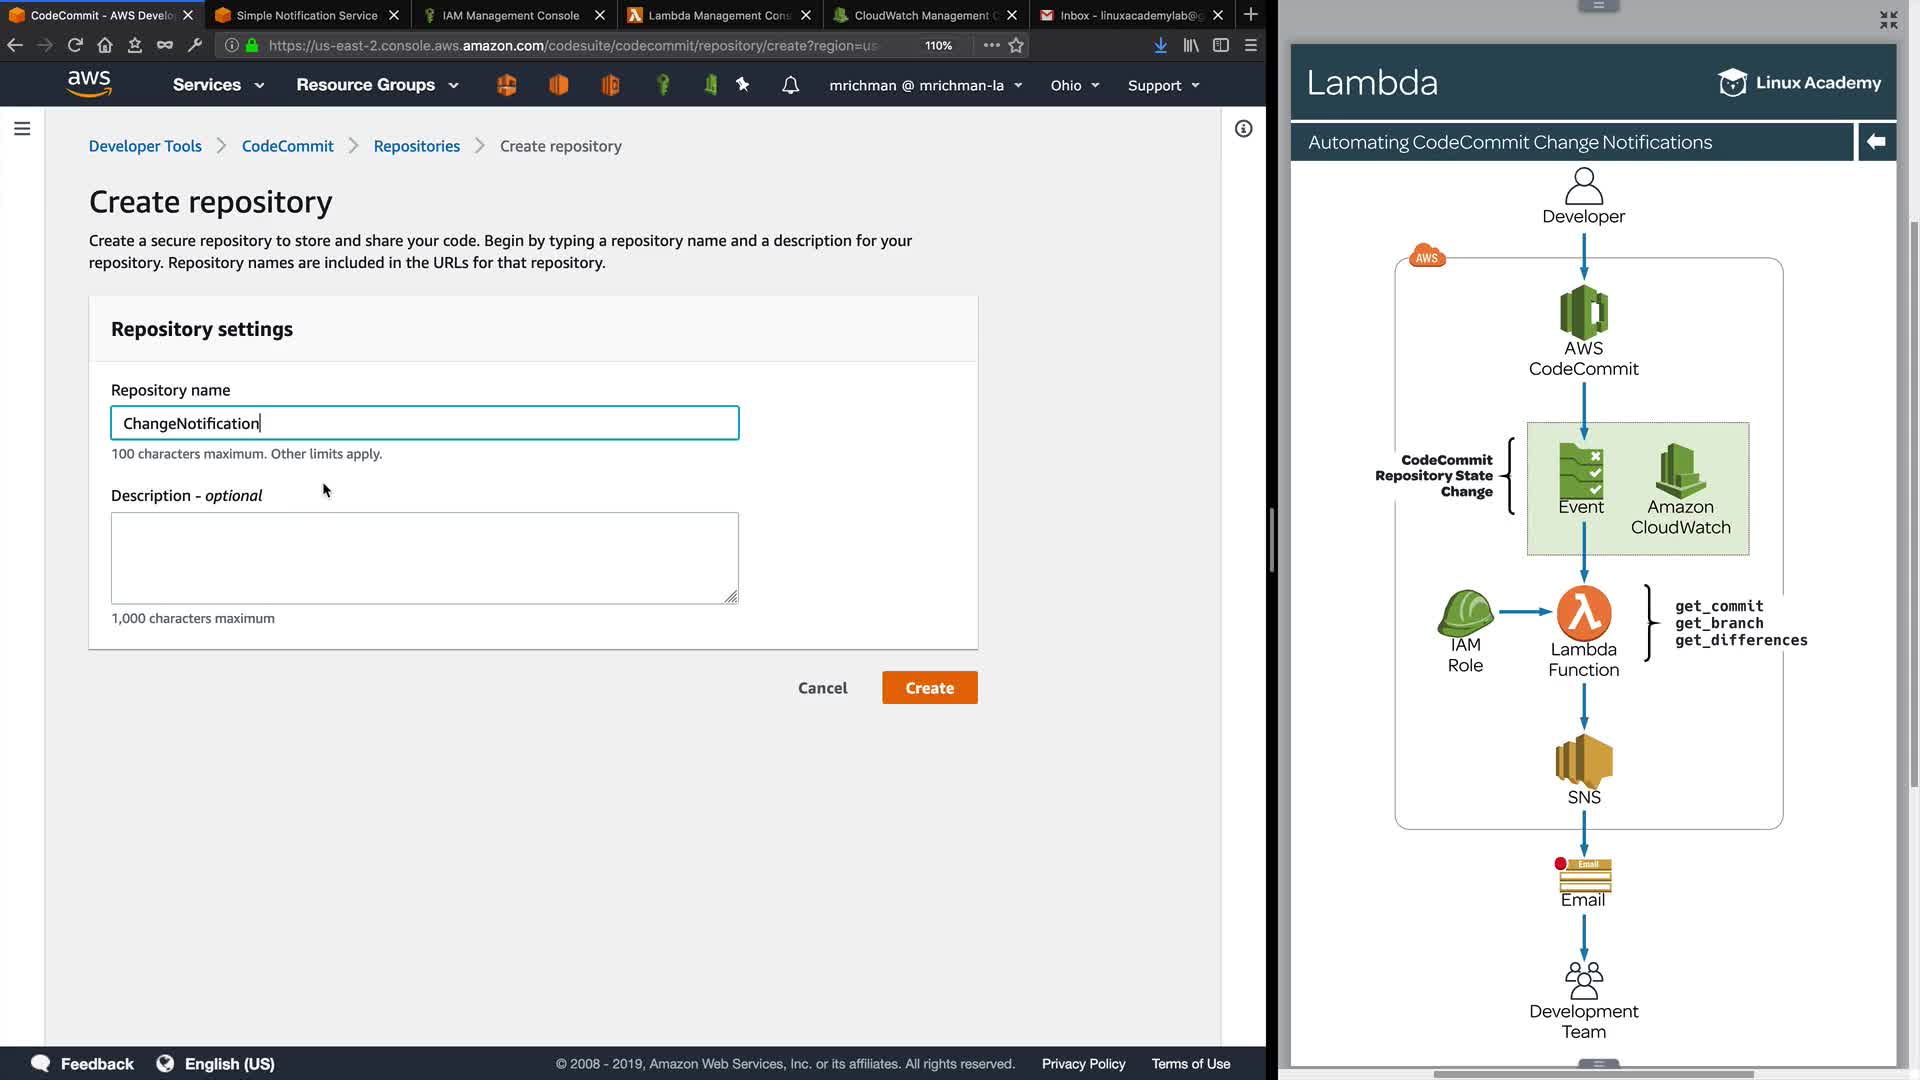 CodeCommit - AWS Develo
Simple Notification Service
IAM Management Console
Lambda Management Con
CloudWatch Management C
Inbox - linuxacademylab@g
https://us-east-2.console.aws.amazon.com/codesuite/codecommit/repository/create?region=us-
110%
aws
Services
Resource Groups
mrichman @ mrichman-la
Ohio
Support
Developer Tools
CodeCommit
Repositories
Create repository
Create repository
Create a secure repository to store and share your code. Begin by typing a repository name and a description for your
repository. Repository names are included in the URLs for that repository.
Repository settings
Repository name
ChangeNotification
100 characters maximum. Other limits apply.
Description - optional
1,000 characters maximum
Cancel
Create
Feedback
English (US)
© 2008 - 2019, Amazon Web Services, Inc. or its affiliates. All rights reserved.
Privacy Policy
Terms of Use
Lambda
Linux Academy
Automating CodeCommit Change Notifications
Developer
AWS
AWS
CodeCommit
CodeCommit
Repository State
Change
Event
Amazon
CloudWatch
IAM
Role
Lambda
Function
get_commit
get_branch
get_differences
SNS
Email
Email
Development
Team